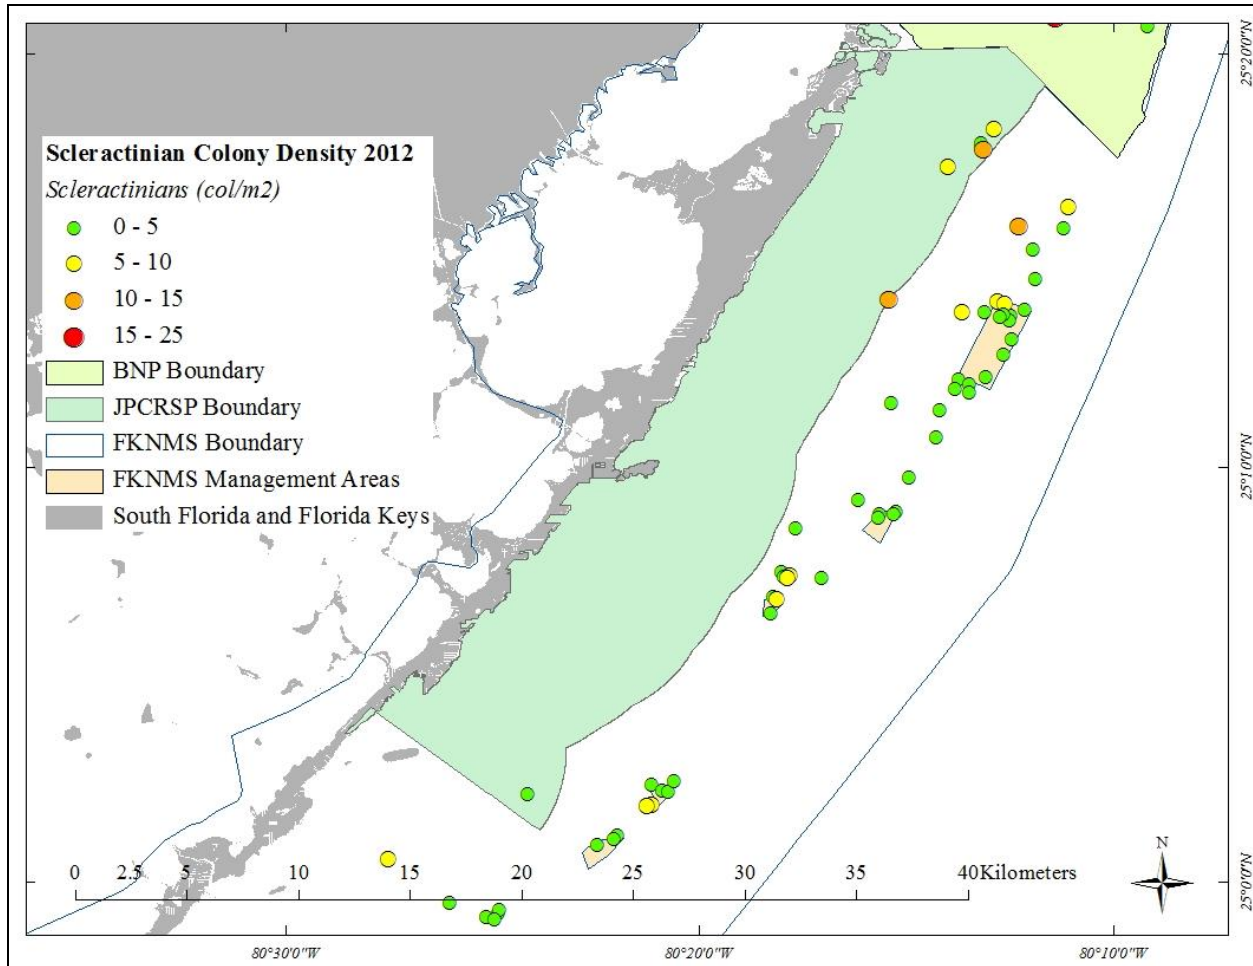 Scleractinian Colony Density 2012
Scleractinians (col/m2)
0 - 5
5 - 10
10 - 15
15 - 25
BNP Boundary
JPCRSP Boundary
FKNMS Boundary
FKNMS Management Areas
South Florida and Florida Keys
25°20'0"N
25°10'0"N
25°0'0"N
N
0 2.5 5 10 15 20 25 30 35 40Kilometers
80°30'0"W 80°20'0"W 80°10'0"W